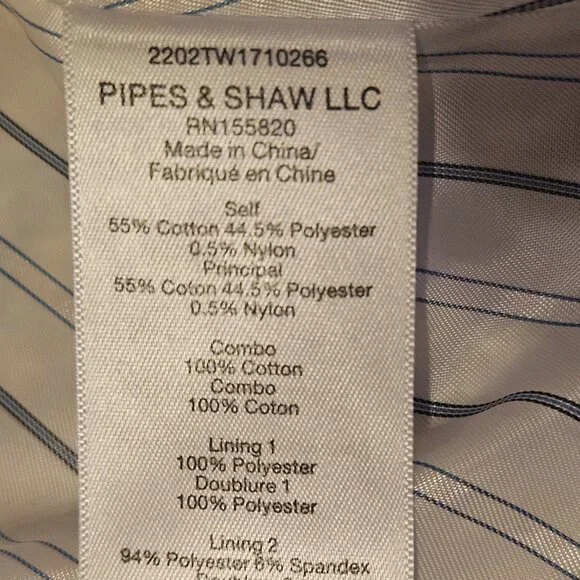 2202TW1710266
PIPES & SHAW LLC
RN155820
Made in China/
Fabriqué en Chine
Self
55% Cotton 44.5% Polyester
0.5% Nylon
Principal
55% Coton 44.5% Polyester
0.5% Nylon
Combo
100% Cotton
Combo
100% Coton
Lining 1
100% Polyester
Doublure 1
100% Polyester
Lining 2
94% Polyester 6% Spandex